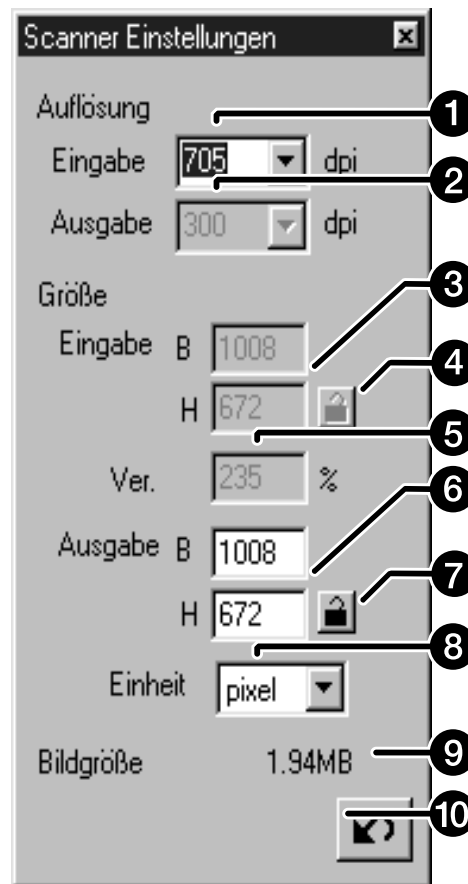 Scanner Einstellungen
Auflösung
1
Eingabe 705 dpi
2
Ausgabe 300 dpi
Größe
3
Eingabe B 1008
4
H 672
5
Ver. 235 %
6
Ausgabe B 1008
7
H 672
8
Einheit pixel
Bildgröße 1.94MB 9
10